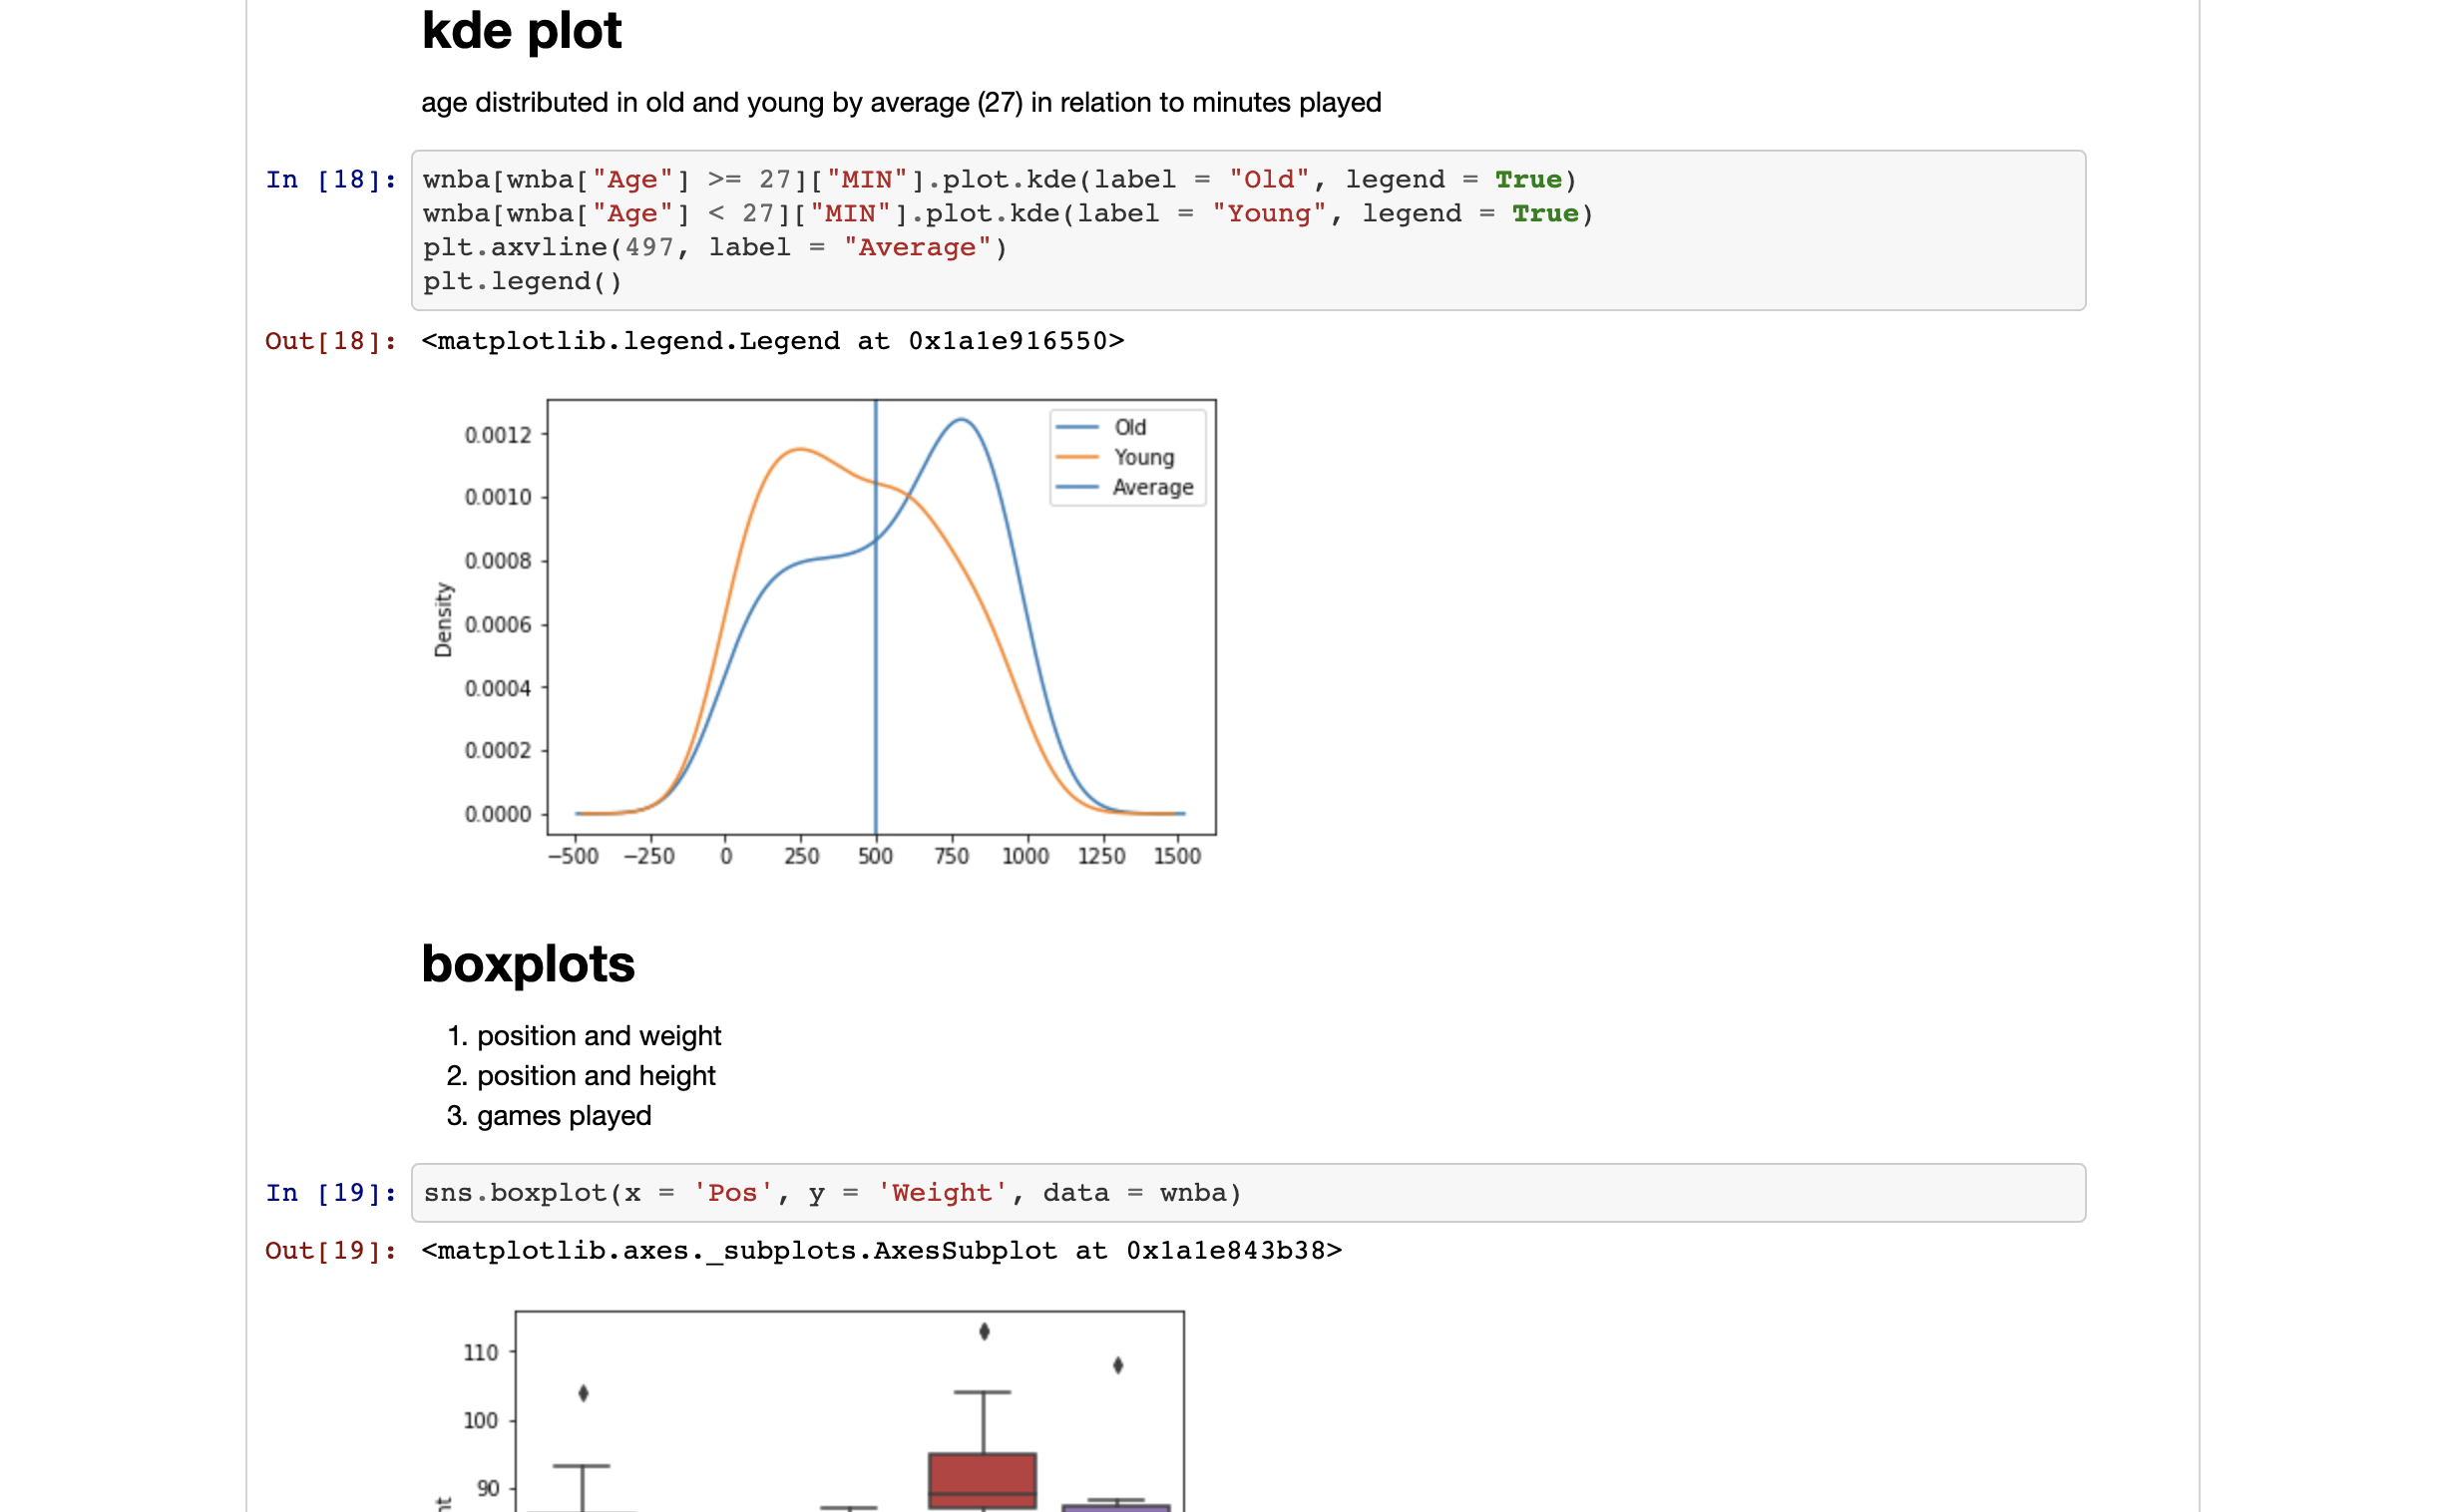 kde plot
age distributed in old and young by average (27) in relation to minutes played
In [18]: wnba[wnba["Age"] >= 27]["MIN"].plot.kde(label = "Old", legend = True)
wnba[wnba["Age"] < 27]["MIN"].plot.kde(label = "Young", legend = True)
plt.axvline(497, label = "Average")
plt.legend()
Out[18]: <matplotlib.legend.Legend at 0x1a1e916550>
Old
Young
Average
0.0012
0.0010
0.0008
0.0006
0.0004
0.0002
0.0000
Density
−500 −250 0 250 500 750 1000 1250 1500
boxplots
1. position and weight
2. position and height
3. games played
In [19]: sns.boxplot(x = 'Pos', y = 'Weight', data = wnba)
Out[19]: <matplotlib.axes._subplots.AxesSubplot at 0x1a1e843b38>
110
100
90